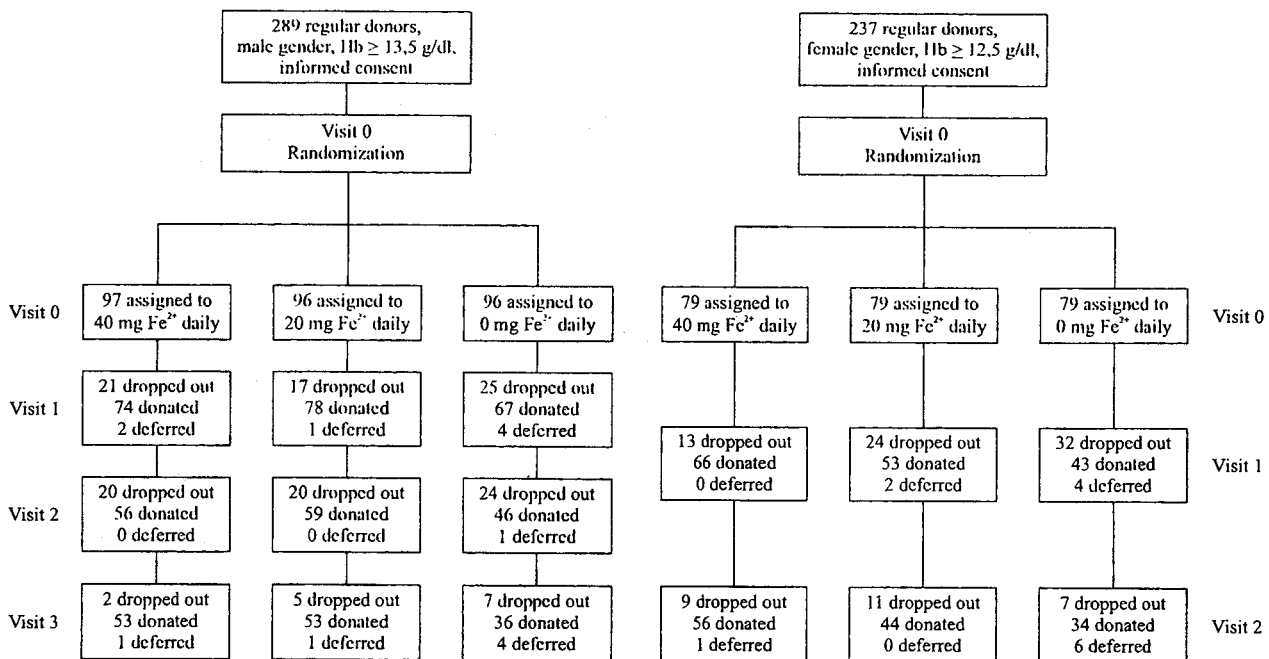 289 regular donors,
male gender, Hb ≥ 13,5 g/dl,
informed consent
Visit 0
Randomization
Visit 0
97 assigned to
40 mg Fe²⁺ daily
96 assigned to
20 mg Fe²⁺ daily
96 assigned to
0 mg Fe²⁺ daily
Visit 1
21 dropped out
74 donated
2 deferred
17 dropped out
78 donated
1 deferred
25 dropped out
67 donated
4 deferred
Visit 2
20 dropped out
56 donated
0 deferred
20 dropped out
59 donated
0 deferred
24 dropped out
46 donated
1 deferred
Visit 3
2 dropped out
53 donated
1 deferred
5 dropped out
53 donated
1 deferred
7 dropped out
36 donated
4 deferred
237 regular donors,
female gender, Hb ≥ 12,5 g/dl,
informed consent
Visit 0
Randomization
79 assigned to
40 mg Fe²⁺ daily
79 assigned to
20 mg Fe²⁺ daily
79 assigned to
0 mg Fe²⁺ daily
Visit 0
13 dropped out
66 donated
0 deferred
24 dropped out
53 donated
2 deferred
32 dropped out
43 donated
4 deferred
Visit 1
9 dropped out
56 donated
1 deferred
11 dropped out
44 donated
0 deferred
7 dropped out
34 donated
6 deferred
Visit 2